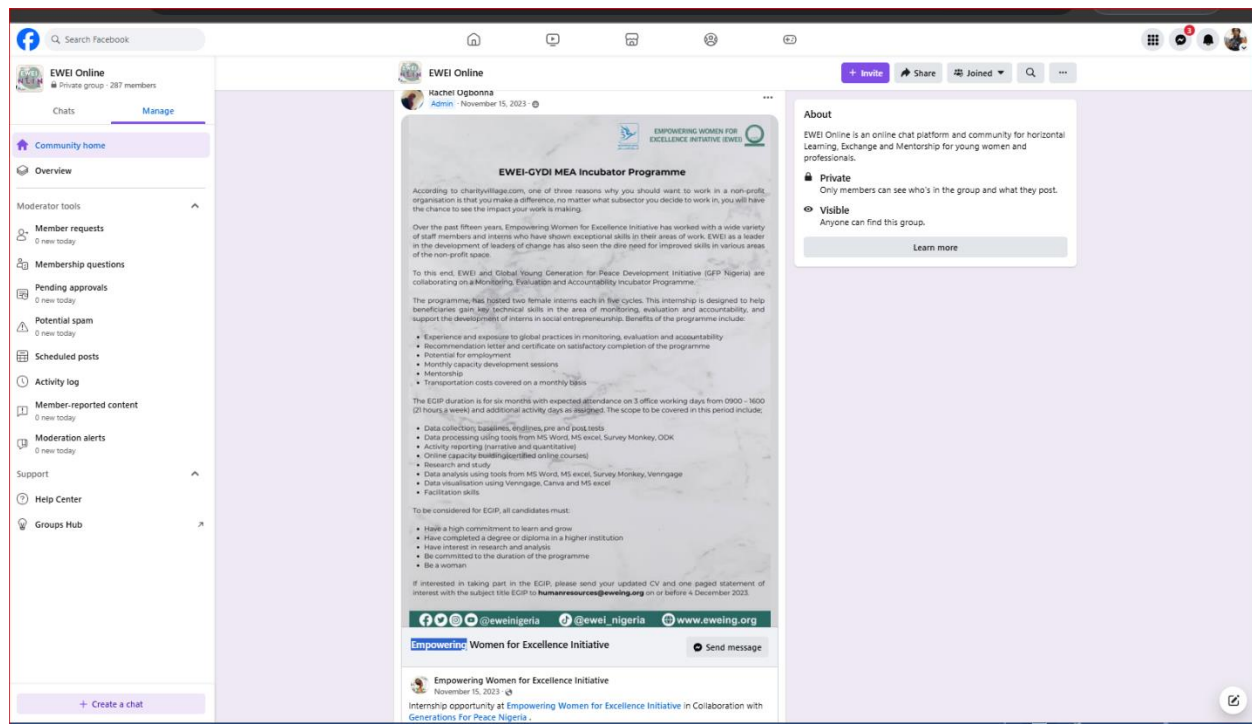 Search Facebook
3
EWEI Online
Private group · 287 members
Chats
Manage
Community home
Overview
Moderator tools
Member requests
0 new today
Membership questions
Pending approvals
0 new today
Potential spam
0 new today
Scheduled posts
Activity log
Member-reported content
0 new today
Moderation alerts
0 new today
Support
Help Center
Groups Hub
+ Create a chat
EWEI Online
+ Invite
Share
Joined
Rachel Ogbonna
Admin · November 15, 2023 ·
EMPOWERING WOMEN FOR
EXCELLENCE INITIATIVE (EWEI)
EWEI-GYDI MEA Incubator Programme
According to charityvillage.com, one of three reasons why you should want to work in a non-profit
organisation is that you make a difference, no matter what subsector you decide to work in, you will have
the chance to see the impact your work is making.
Over the past fifteen years, Empowering Women for Excellence Initiative has worked with a wide variety
of staff members and interns who have shown exceptional skills in their areas of work. EWEI as a leader
in the development of leaders of change has also seen the dire need for improved skills in various areas
of the non-profit space.
To this end, EWEI and Global Young Generation for Peace Development Initiative (GFP Nigeria) are
collaborating on a Monitoring, Evaluation and Accountability Incubator Programme.
The programme, has hosted two female interns each in five cycles. This internship is designed to help
beneficiaries gain key technical skills in the area of monitoring, evaluation and accountability, and
support the development of interns in social entrepreneurship. Benefits of the programme include:
• Experience and exposure to global practices in monitoring, evaluation and accountability
• Recommendation letter and certificate on satisfactory completion of the programme
• Potential for employment
• Monthly capacity development sessions
• Mentorship
• Transportation costs covered on a monthly basis
The EGIP duration is for six months with expected attendance on 3 office working days from 0900 – 1600
(21 hours a week) and additional activity days as assigned. The scope to be covered in this period include;
• Data collection; baselines, endlines, pre and post tests
• Data processing using tools from MS Word, MS excel, Survey Monkey, ODK
• Activity reporting (narrative and quantitative)
• Online capacity building(certified online courses)
• Research and study
• Data analysis using tools from MS Word, MS excel, Survey Monkey, Venngage
• Data visualisation using Venngage, Canva and MS excel
• Facilitation skills
To be considered for EGIP, all candidates must:
• Have a high commitment to learn and grow
• Have completed a degree or diploma in a higher institution
• Have interest in research and analysis
• Be committed to the duration of the programme
• Be a woman
If interested in taking part in the EGIP, please send your updated CV and one paged statement of
interest with the subject title EGIP to humanresources@eweing.org on or before 4 December 2023.
@eweinigeria @ewei_nigeria www.eweing.org
Empowering Women for Excellence Initiative
Send message
Empowering Women for Excellence Initiative
November 15, 2023 ·
Internship opportunity at Empowering Women for Excellence Initiative in Collaboration with
Generations For Peace Nigeria .
About
EWEI Online is an online chat platform and community for horizontal
Learning, Exchange and Mentorship for young women and
professionals.
Private
Only members can see who's in the group and what they post.
Visible
Anyone can find this group.
Learn more